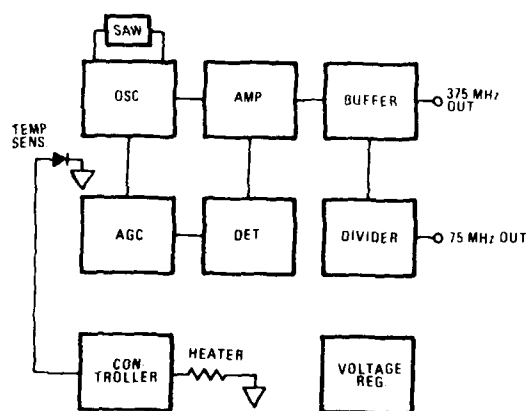 SAW
OSC
AMP
BUFFER
375 MHz
OUT
TEMP
SENS.
AGC
DET
DIVIDER
75 MHz OUT
CON-
TROLLER
HEATER
VOLTAGE
REG.